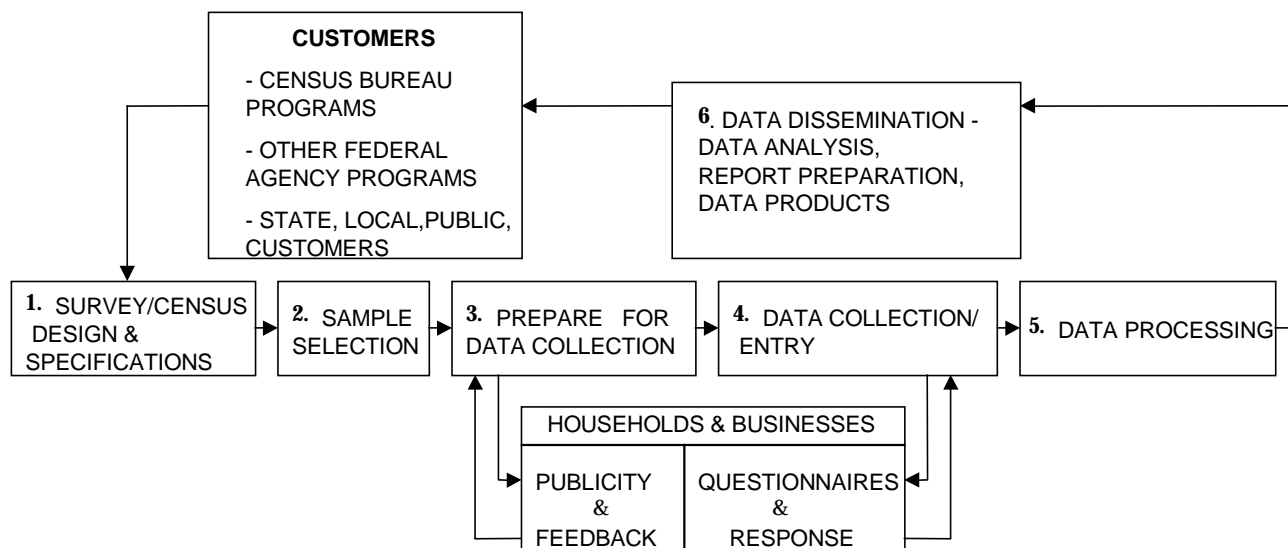 CUSTOMERS
- CENSUS BUREAU
PROGRAMS
- OTHER FEDERAL
AGENCY PROGRAMS
- STATE, LOCAL,PUBLIC,
CUSTOMERS
6. DATA DISSEMINATION -
DATA ANALYSIS,
REPORT PREPARATION,
DATA PRODUCTS
1. SURVEY/CENSUS
DESIGN &
SPECIFICATIONS
2. SAMPLE
SELECTION
3. PREPARE FOR
DATA COLLECTION
4. DATA COLLECTION/
ENTRY
5. DATA PROCESSING
HOUSEHOLDS & BUSINESSES
PUBLICITY
&
FEEDBACK
QUESTIONNAIRES
&
RESPONSE